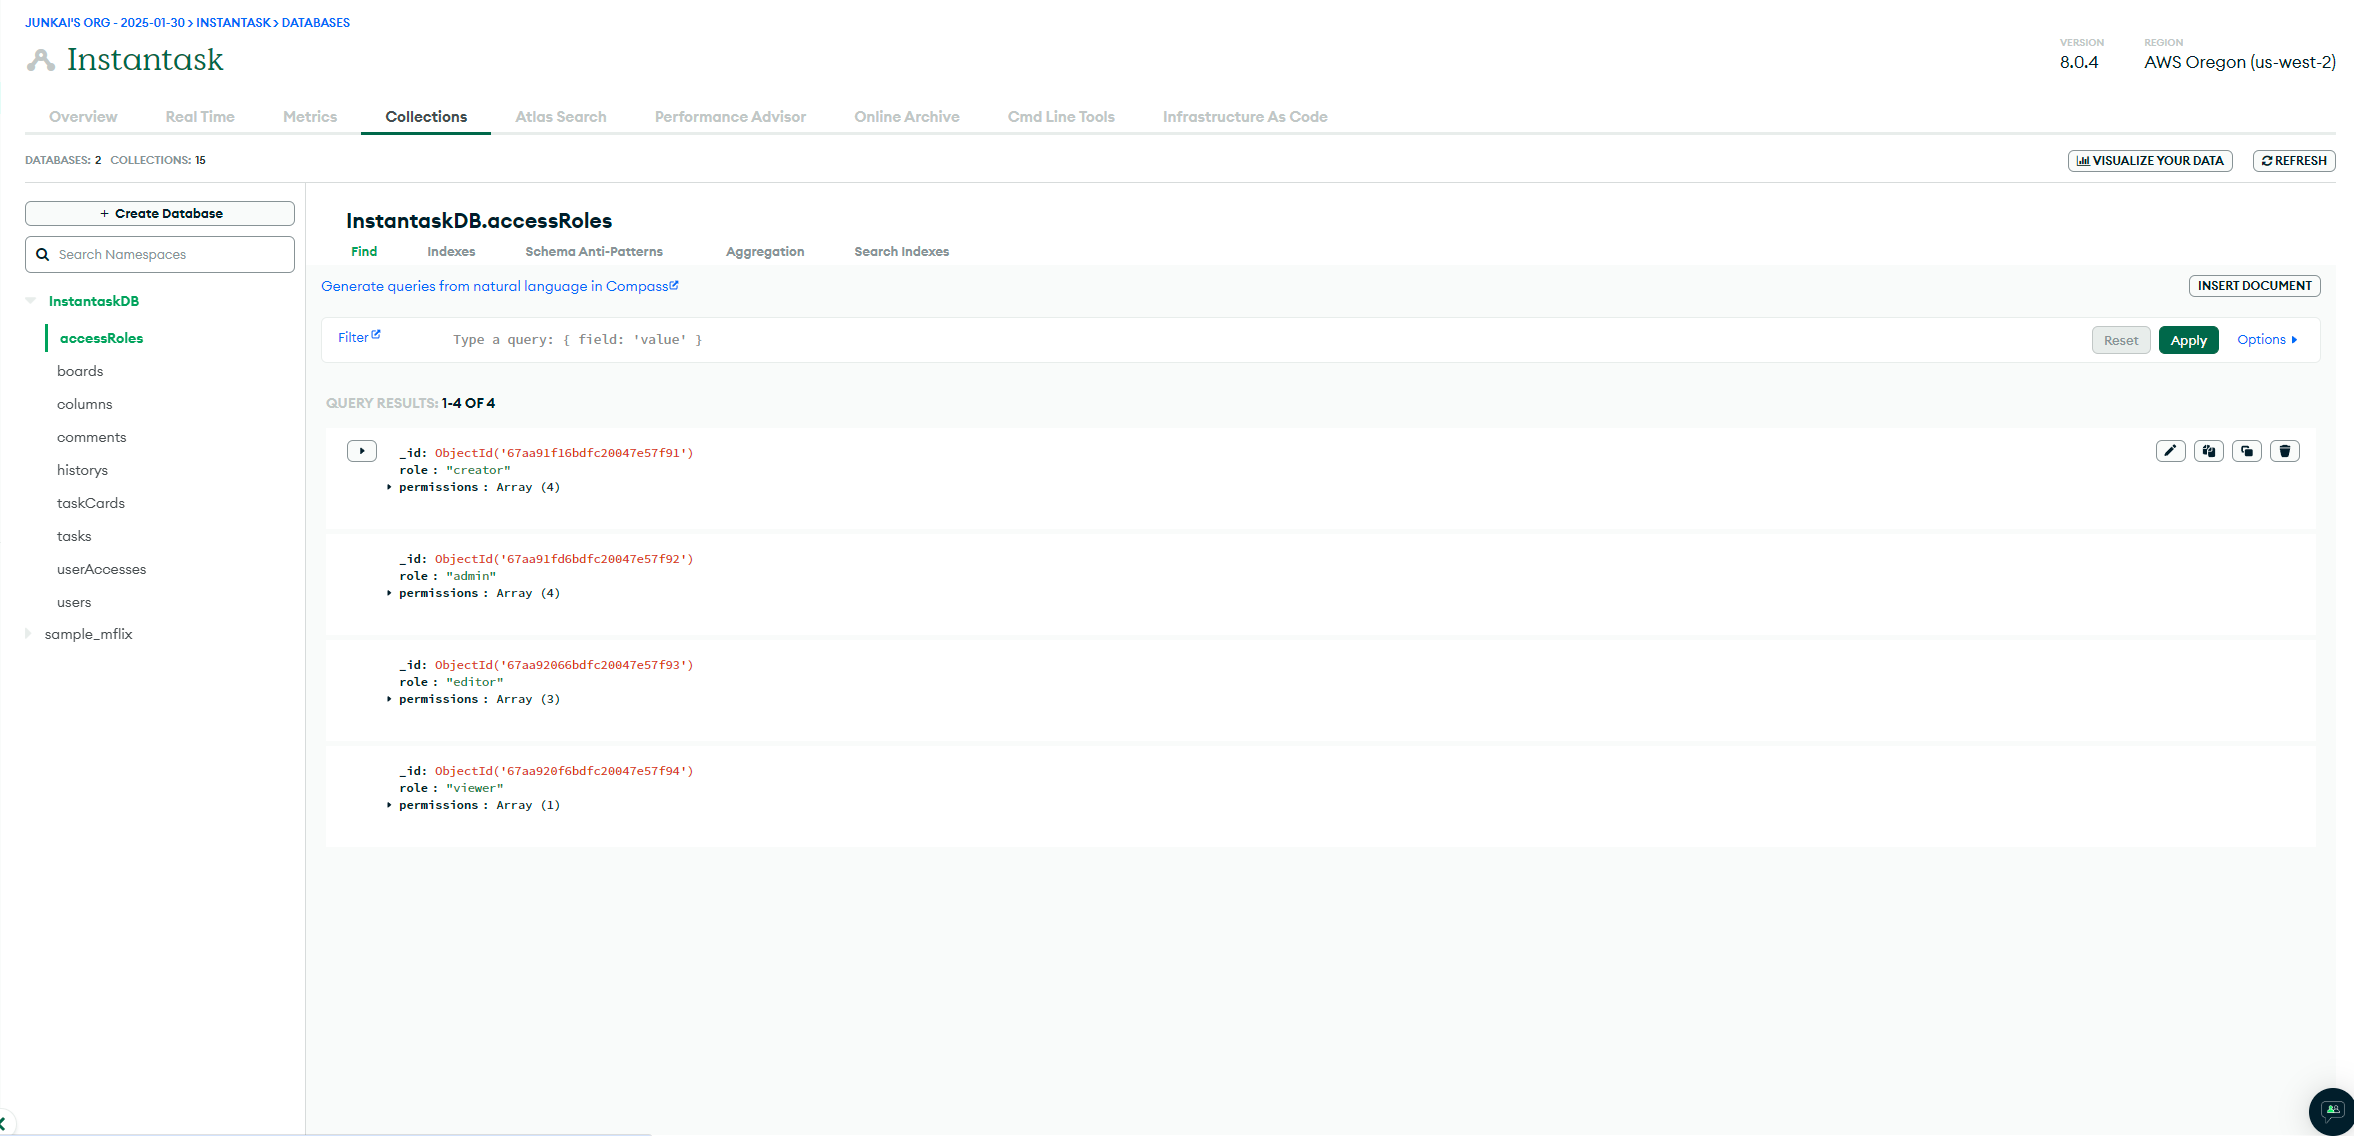 JUNKAI'S ORG - 2025-01-30 > INSTANTASK > DATABASES
Instantask
VERSION
8.0.4
REGION
AWS Oregon (us-west-2)
Overview Real Time Metrics Collections Atlas Search Performance Advisor Online Archive Cmd Line Tools Infrastructure As Code
DATABASES: 2 COLLECTIONS: 15
VISUALIZE YOUR DATA
REFRESH
+ Create Database
Search Namespaces
InstantaskDB
accessRoles
boards
columns
comments
historys
taskCards
tasks
userAccesses
users
sample_mflix
InstantaskDB.accessRoles
Find Indexes Schema Anti-Patterns Aggregation Search Indexes
Generate queries from natural language in Compass
INSERT DOCUMENT
Filter
Type a query: { field: 'value' }
Reset
Apply
Options
QUERY RESULTS: 1-4 OF 4
_id: ObjectId('67aa91f16bdfc20047e57f91')
role : "creator"
permissions : Array (4)
_id: ObjectId('67aa91fd6bdfc20047e57f92')
role : "admin"
permissions : Array (4)
_id: ObjectId('67aa92066bdfc20047e57f93')
role : "editor"
permissions : Array (3)
_id: ObjectId('67aa920f6bdfc20047e57f94')
role : "viewer"
permissions : Array (1)